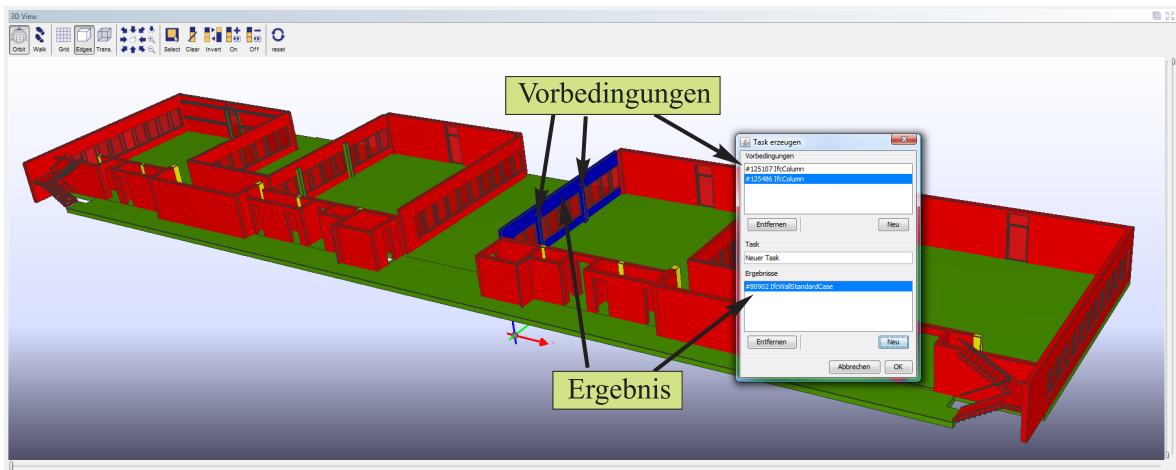 3D View
Orbit Walk Grid Edges Trans. Select Clear Invert On Off reset
Vorbedingungen
Task erzeugen
Vorbedingungen
#125107 IfcColumn
#125486 IfcColumn
Entfernen Neu
Task
Neuer Task
Ergebnisse
#80902 IfcWallStandardCase
Entfernen Neu
Abbrechen OK
Ergebnis